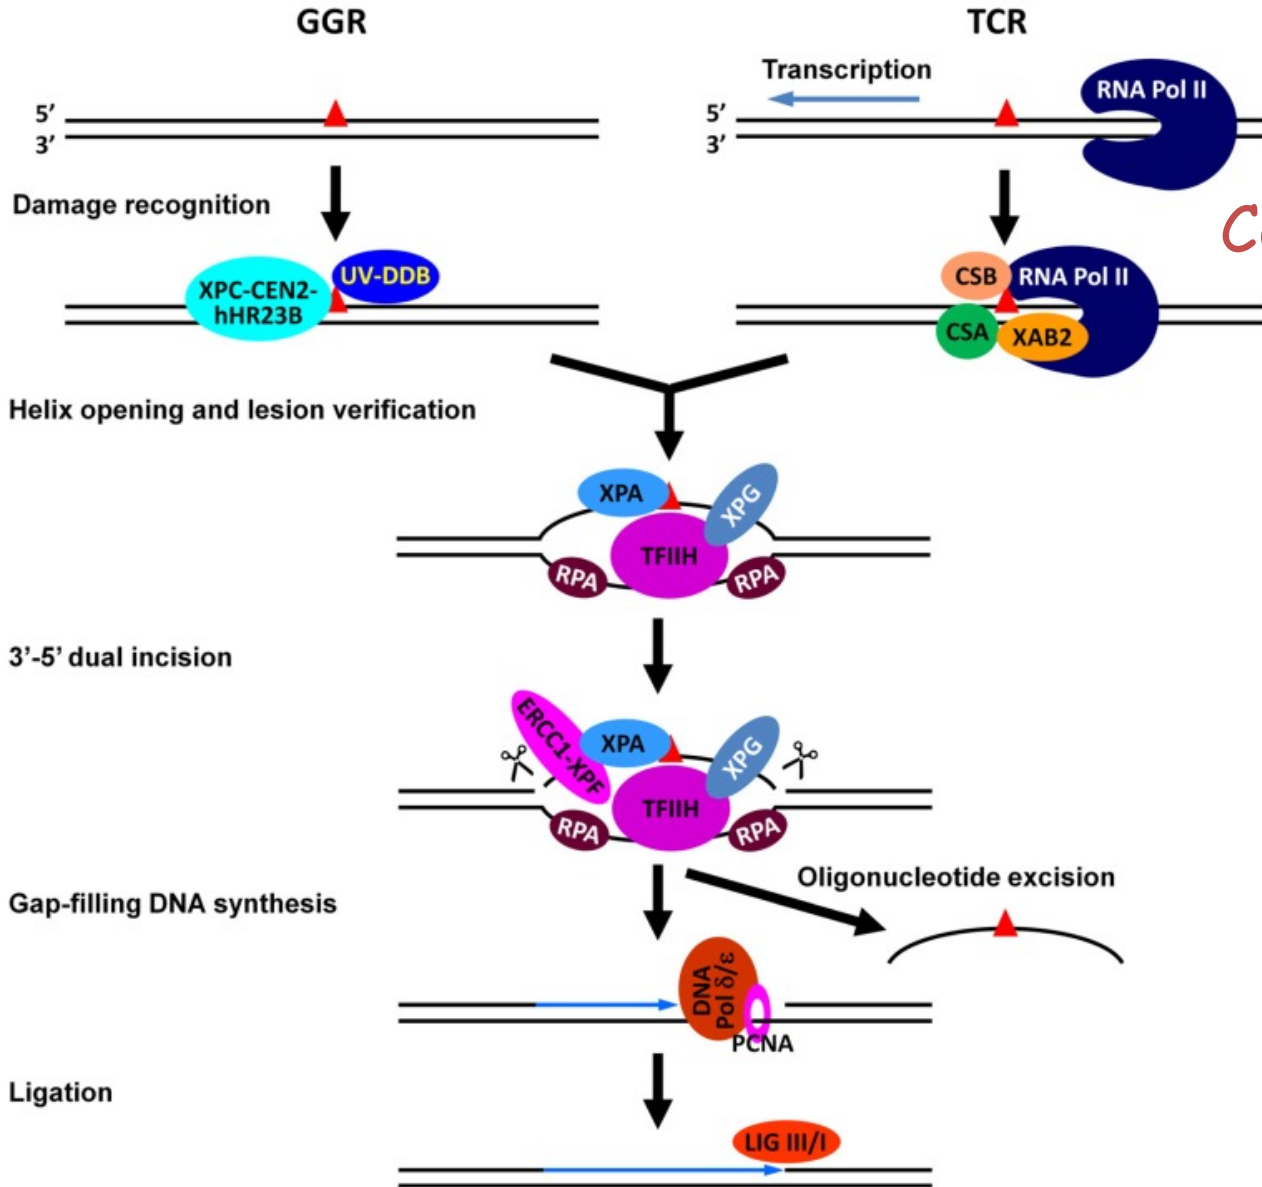 GGR
TCR
Transcription
RNA Pol II
5’
3’
5’
3’
Damage recognition
UV-DDB
XPC-CEN2-
hHR23B
CSB
RNA Pol II
CSA
XAB2
Helix opening and lesion verification
XPA
XPG
TFIIH
RPA
RPA
3’-5’ dual incision
ERCC1-XPF
XPA
XPG
TFIIH
RPA
RPA
Oligonucleotide excision
Gap-filling DNA synthesis
DNA
Pol δ/ε
PCNA
Ligation
LIG III/I